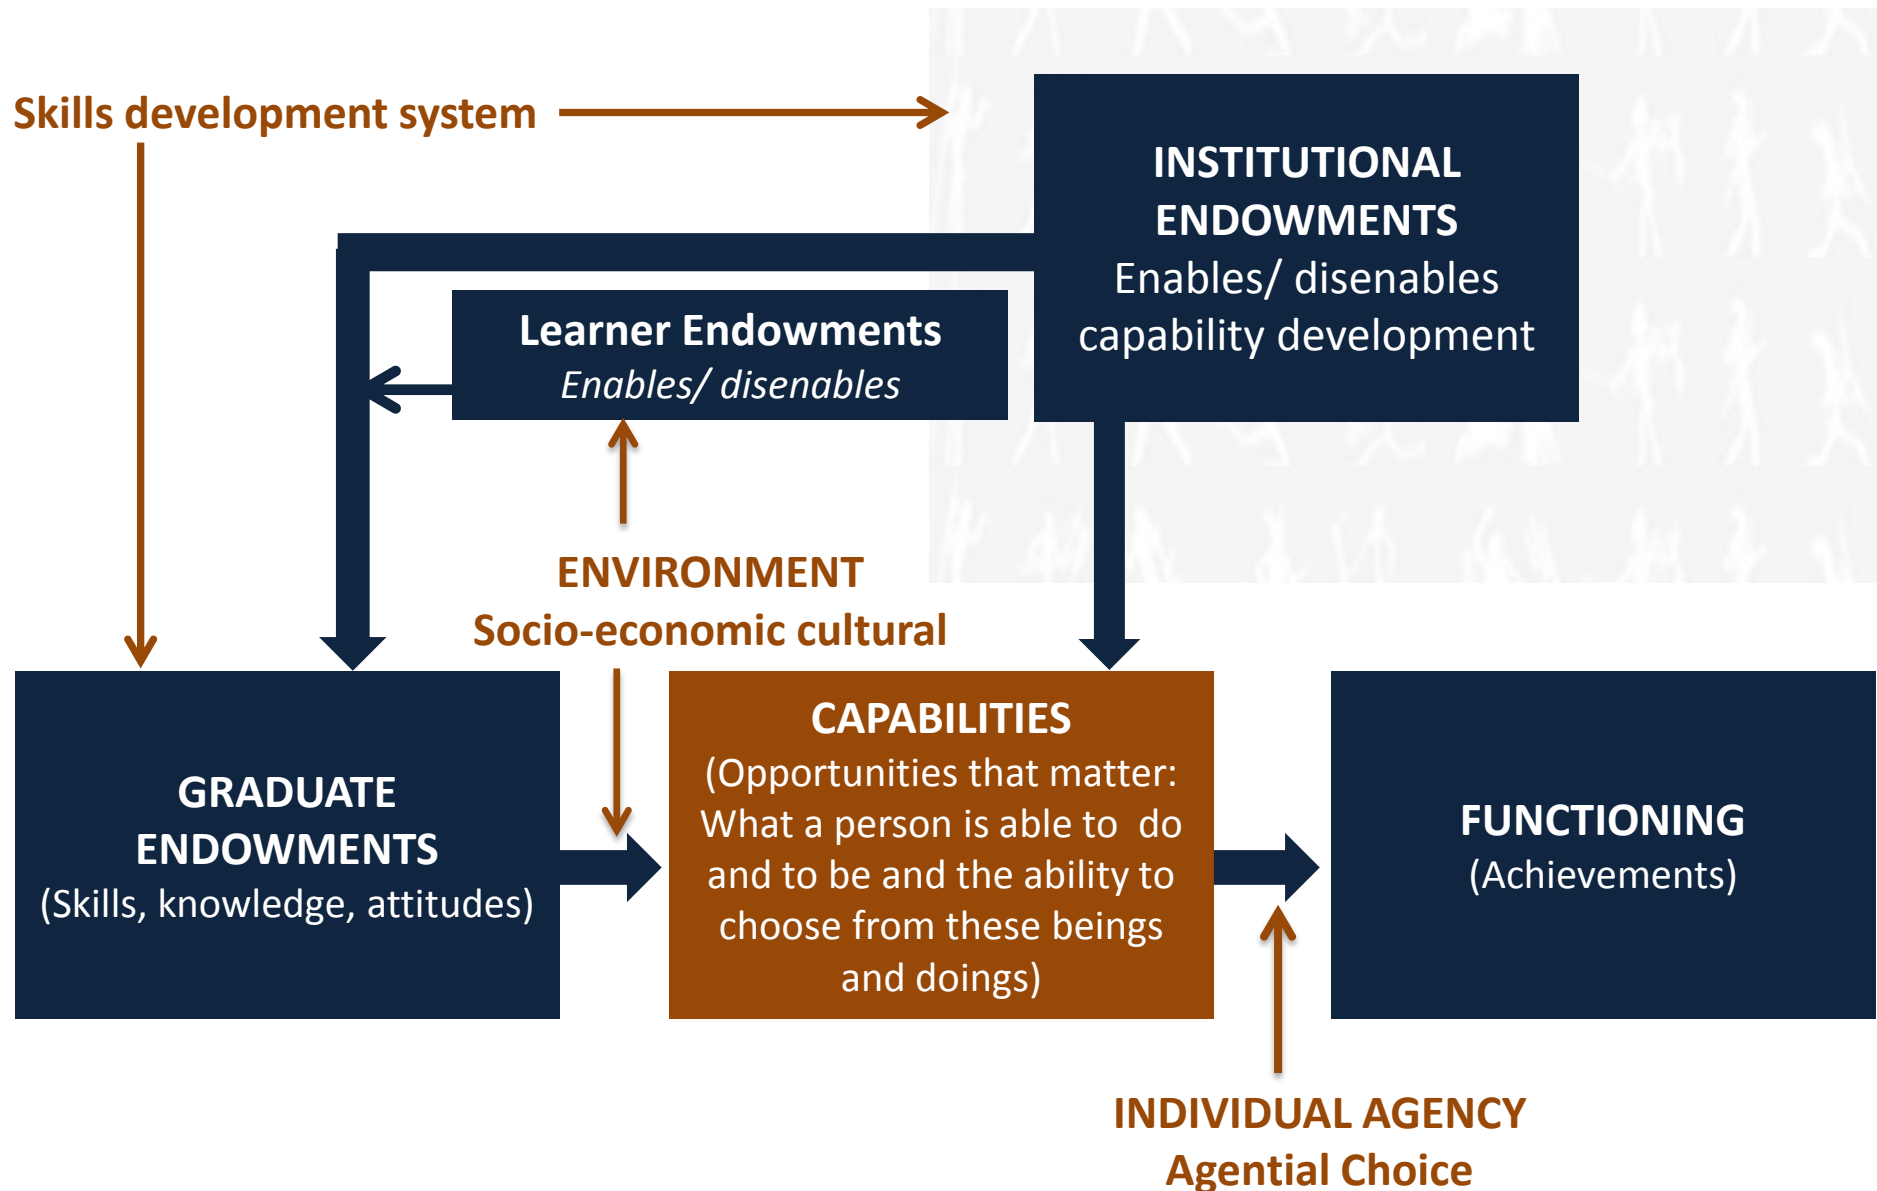 Skills development system
INSTITUTIONAL
ENDOWMENTS
Enables/ disenables
capability development
Learner Endowments
Enables/ disenables
ENVIRONMENT
Socio-economic cultural
GRADUATE
ENDOWMENTS
(Skills, knowledge, attitudes)
CAPABILITIES
(Opportunities that matter:
What a person is able to do
and to be and the ability to
choose from these beings
and doings)
FUNCTIONING
(Achievements)
INDIVIDUAL AGENCY
Agential Choice